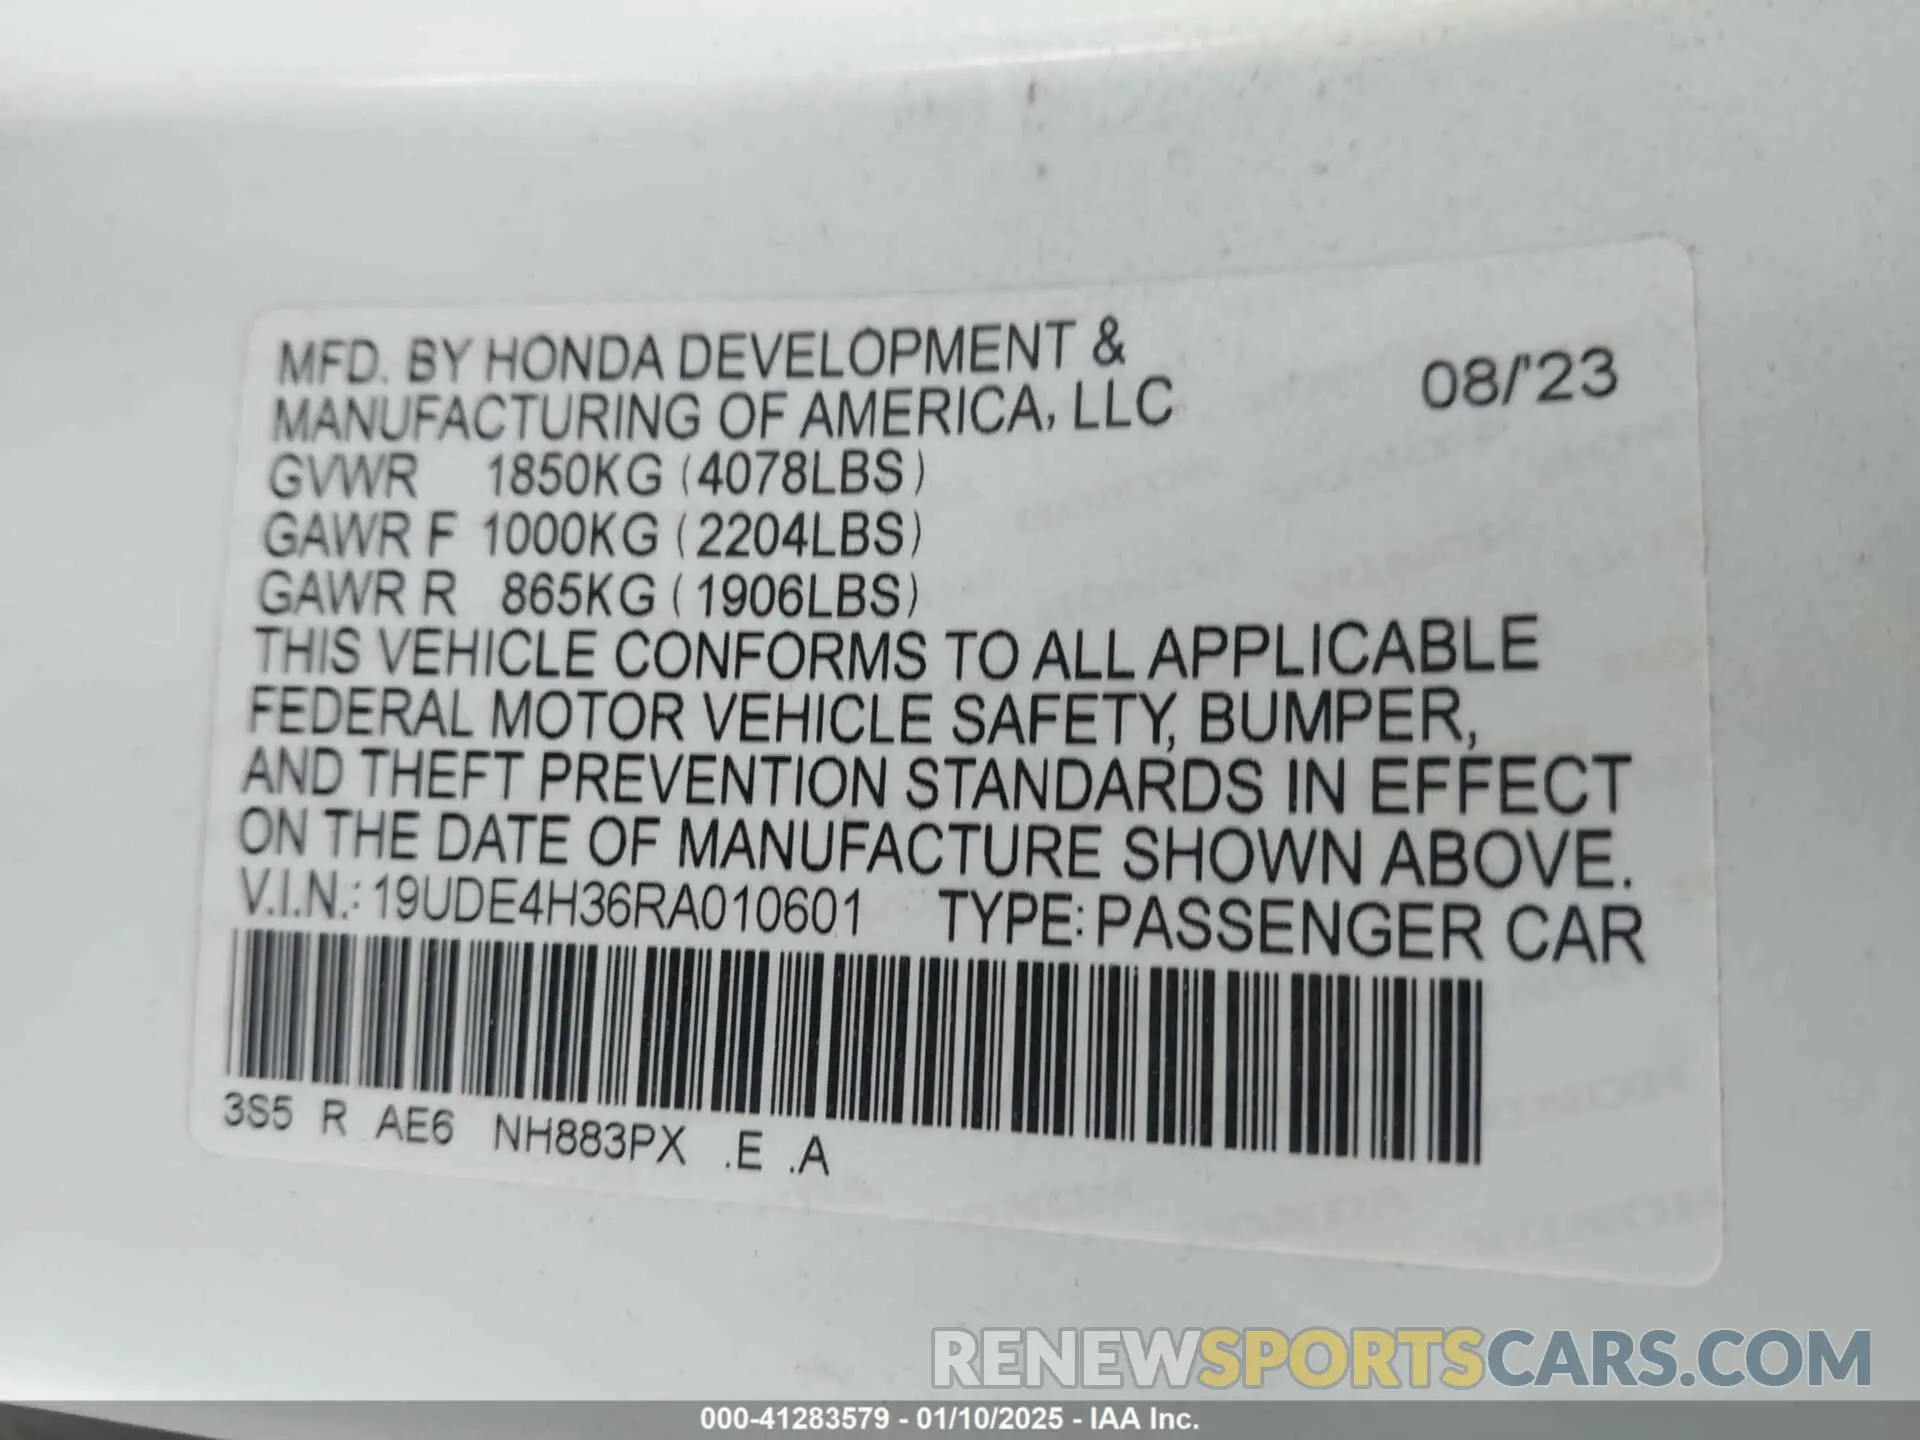 MFD. BY HONDA DEVELOPMENT &
MANUFACTURING OF AMERICA, LLC
08/'23
GVWR 1850KG (4078LBS)
GAWR F 1000KG (2204LBS)
GAWR R 865KG (1906LBS)
THIS VEHICLE CONFORMS TO ALL APPLICABLE
FEDERAL MOTOR VEHICLE SAFETY, BUMPER,
AND THEFT PREVENTION STANDARDS IN EFFECT
ON THE DATE OF MANUFACTURE SHOWN ABOVE.
V.I.N.: 19UDE4H36RA010601 TYPE: PASSENGER CAR
3S5 R AE6 NH883PX .E .A
RENEWSPORTSCARS.COM
000-41283579 - 01/10/2025 - IAA Inc.